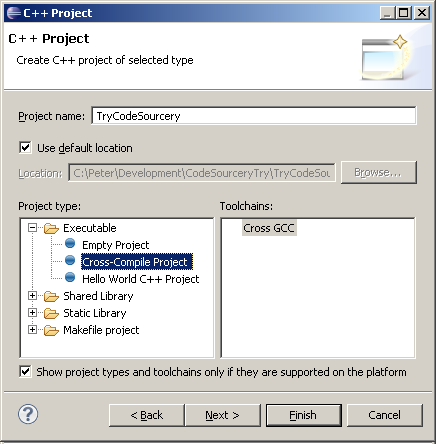 C++ Project
C++ Project
Create C++ project of selected type
Project name: TryCodeSourcery
Use default location
Location: C:\Peter\Development\CodeSourceryTry\TryCodeSou
Browse...
Project type:
Toolchains:
Executable
Cross GCC
Empty Project
Cross-Compile Project
Hello World C++ Project
Shared Library
Static Library
Makefile project
Show project types and toolchains only if they are supported on the platform
? < Back Next > Finish Cancel